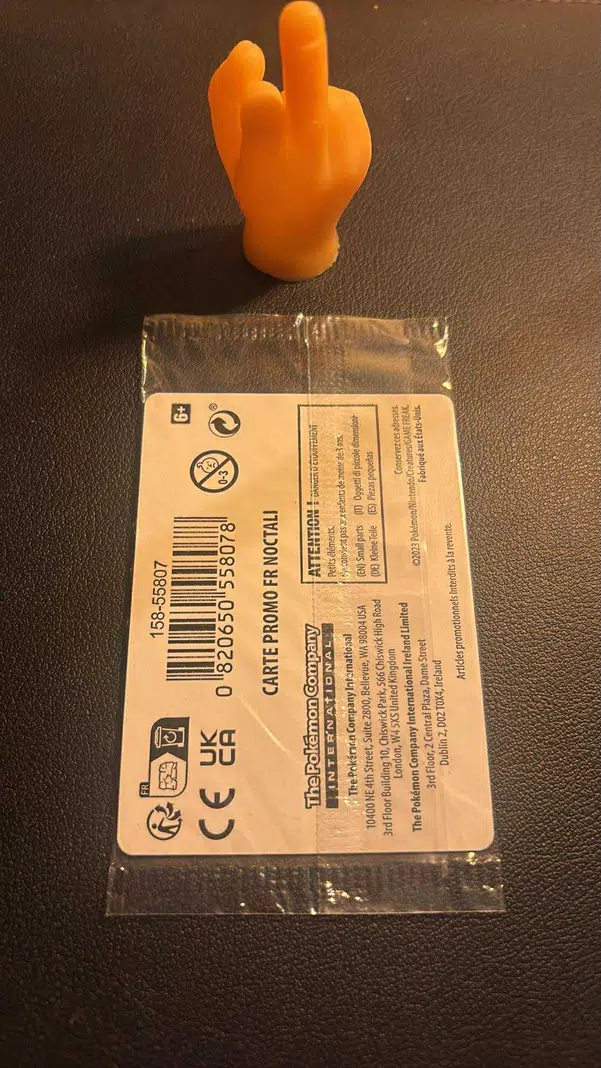 158-55807
0 820650 558078
6+
0-3
®
FR
CE
UK
CA
CARTE PROMO FR NOCTALI
ATTENTION ! DANGER D'ÉTOUFFEMENT
Petits éléments.
Ne convient pas aux enfants de moins de 3 ans.
(EN) Small parts (IT) Oggetti di piccole dimensioni
(DE) Kleine Teile (ES) Piezas pequeñas
The Pokémon Company
INTERNATIONAL
The Pokémon Company International
10400 NE 4th Street, Suite 2800, Bellevue, WA 98004 USA
3rd Floor Building 10, Chiswick Park, 566 Chiswick High Road
London, W4 5XS United Kingdom
The Pokémon Company International Ireland Limited
3rd Floor, 2 Central Plaza, Dame Street
Dublin 2, D02 T0X4, Ireland
Conservez ces adresses.
©2023 Pokémon/Nintendo/Creatures/GAME FREAK.
Fabriqué aux États-Unis.
Articles promotionnels interdits à la revente.